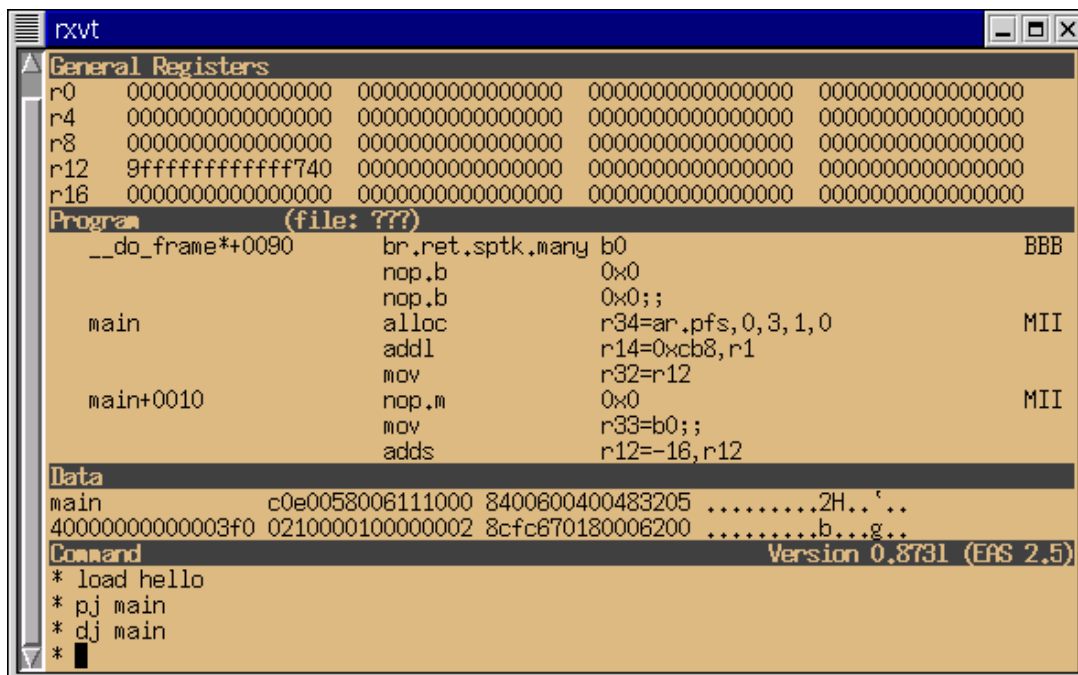 rxvt
General Registers
r0 0000000000000000 0000000000000000 0000000000000000 0000000000000000
r4 0000000000000000 0000000000000000 0000000000000000 0000000000000000
r8 0000000000000000 0000000000000000 0000000000000000 0000000000000000
r12 9ffffffffffff740 0000000000000000 0000000000000000 0000000000000000
r16 0000000000000000 0000000000000000 0000000000000000 0000000000000000
Program (file: ???)
__do_frame*+0090 br.ret.sptk.many b0 BBB
nop.b 0x0
nop.b 0x0;;
main alloc r34=ar.pfs,0,3,1,0 MII
addl r14=0xcb8,r1
mov r32=r12
main+0010 nop.m 0x0 MII
mov r33=b0;;
adds r12=-16,r12
Data
main c0e0058006111000 8400600400483205 .........2H..`..
40000000000003f0 0210000100000002 8cfc670180006200 .........b...g..
Command Version 0.873l (EAS 2.5)
* load hello
* pj main
* dj main
*